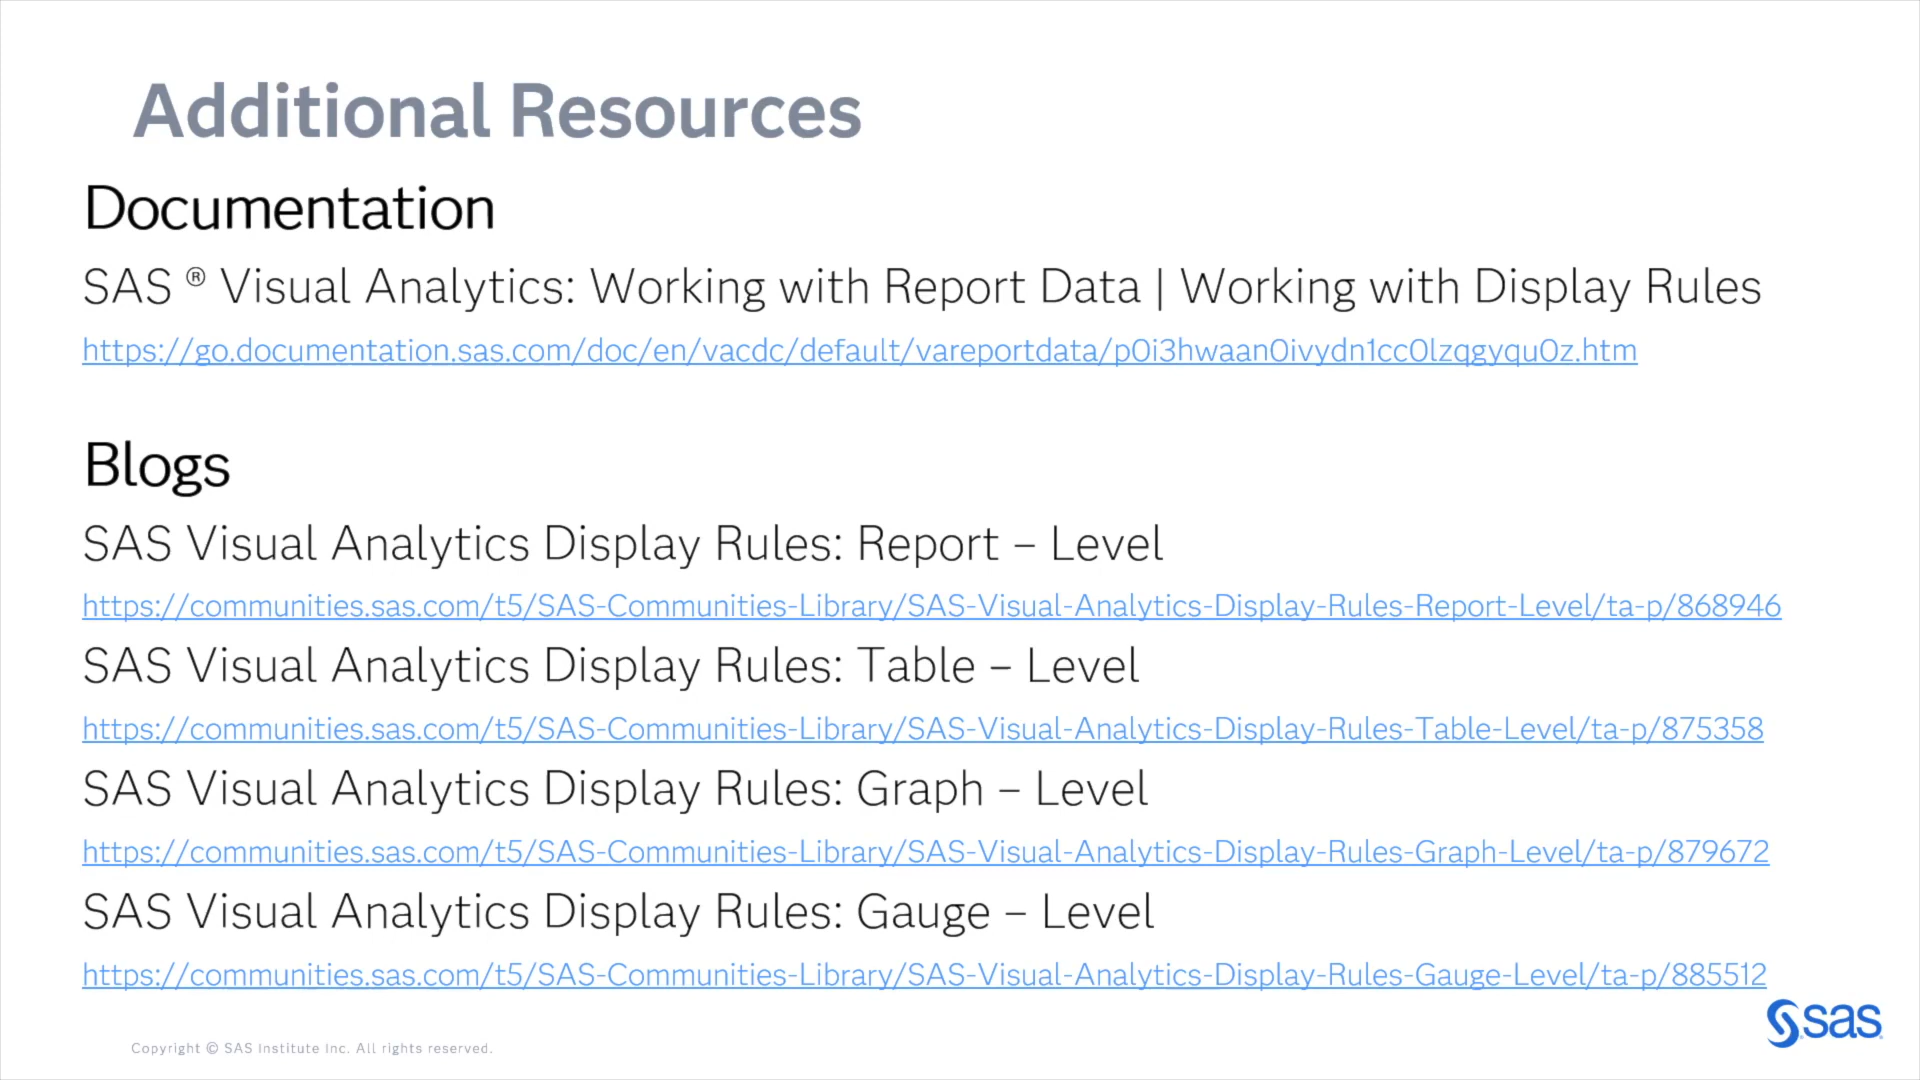 Additional Resources
Documentation
SAS ® Visual Analytics: Working with Report Data | Working with Display Rules
https://go.documentation.sas.com/doc/en/vacdc/default/vareportdata/p0i3hwaan0ivydn1cc0lzqgyqu0z.htm
Blogs
SAS Visual Analytics Display Rules: Report – Level
https://communities.sas.com/t5/SAS-Communities-Library/SAS-Visual-Analytics-Display-Rules-Report-Level/ta-p/868946
SAS Visual Analytics Display Rules: Table – Level
https://communities.sas.com/t5/SAS-Communities-Library/SAS-Visual-Analytics-Display-Rules-Table-Level/ta-p/875358
SAS Visual Analytics Display Rules: Graph – Level
https://communities.sas.com/t5/SAS-Communities-Library/SAS-Visual-Analytics-Display-Rules-Graph-Level/ta-p/879672
SAS Visual Analytics Display Rules: Gauge – Level
https://communities.sas.com/t5/SAS-Communities-Library/SAS-Visual-Analytics-Display-Rules-Gauge-Level/ta-p/885512
sas
Copyright © SAS Institute Inc. All rights reserved.